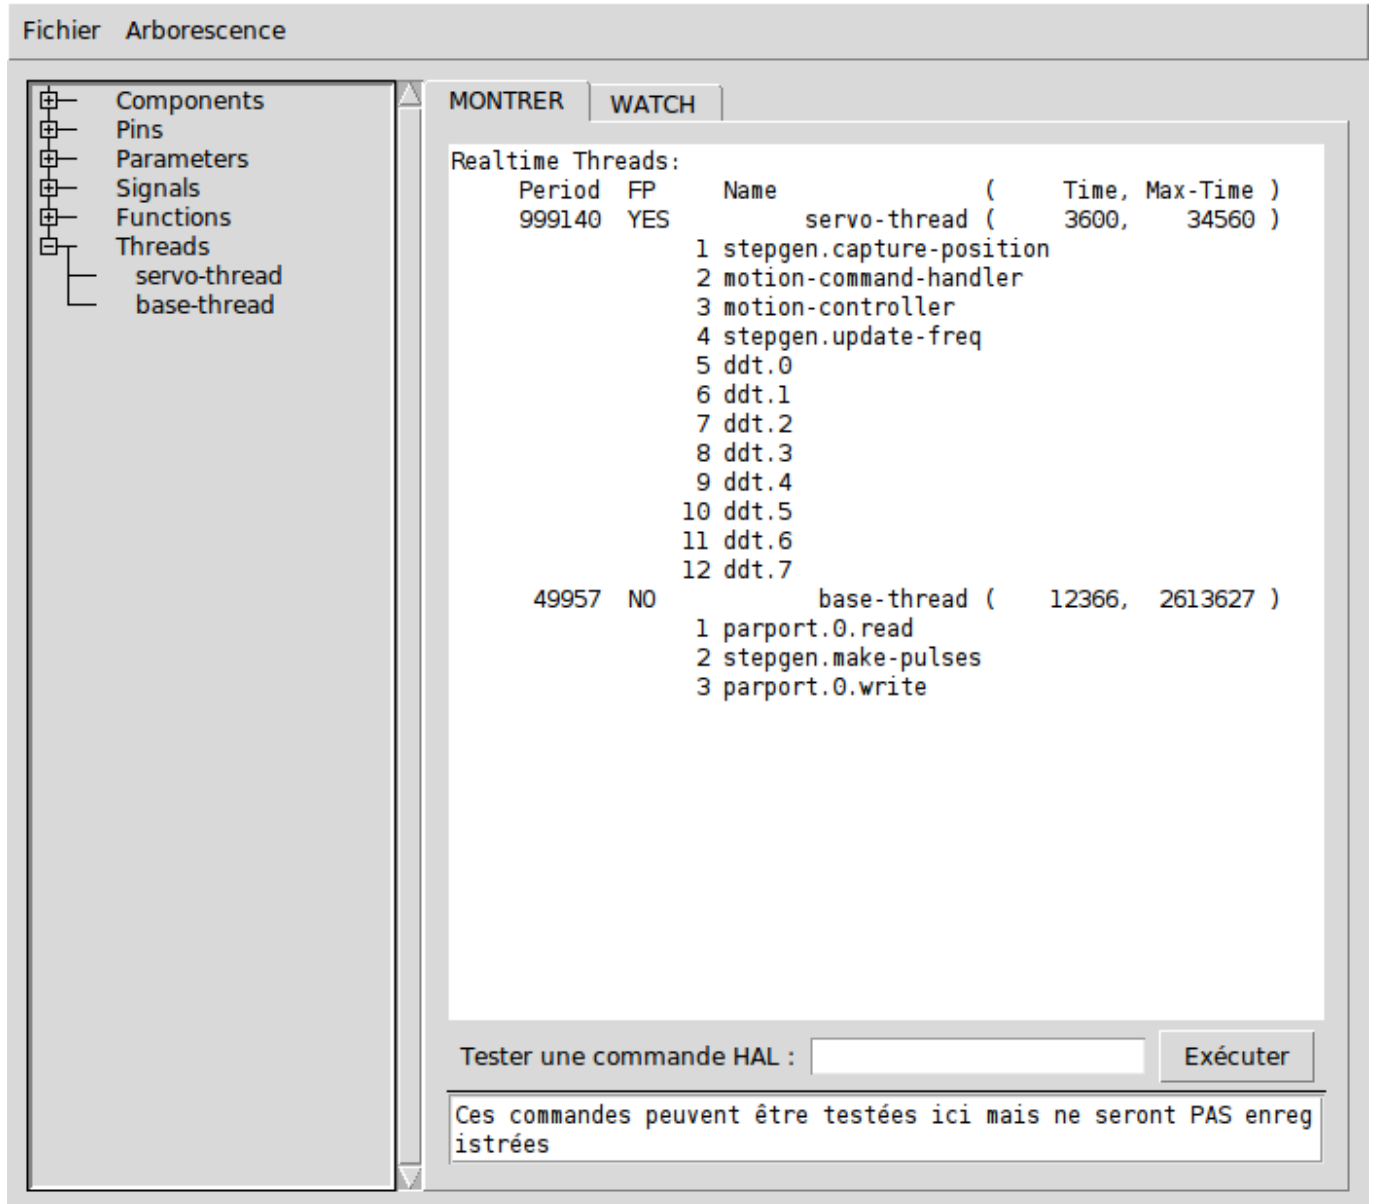 Fichier Arborescence
Components
Pins
Parameters
Signals
Functions
Threads
servo-thread
base-thread
MONTRER WATCH
Realtime Threads:
Period FP Name ( Time, Max-Time )
999140 YES servo-thread ( 3600, 34560 )
1 stepgen.capture-position
2 motion-command-handler
3 motion-controller
4 stepgen.update-freq
5 ddt.0
6 ddt.1
7 ddt.2
8 ddt.3
9 ddt.4
10 ddt.5
11 ddt.6
12 ddt.7
49957 NO base-thread ( 12366, 2613627 )
1 parport.0.read
2 stepgen.make-pulses
3 parport.0.write
Tester une commande HAL : Exécuter
Ces commandes peuvent être testées ici mais ne seront PAS enreg
istrées